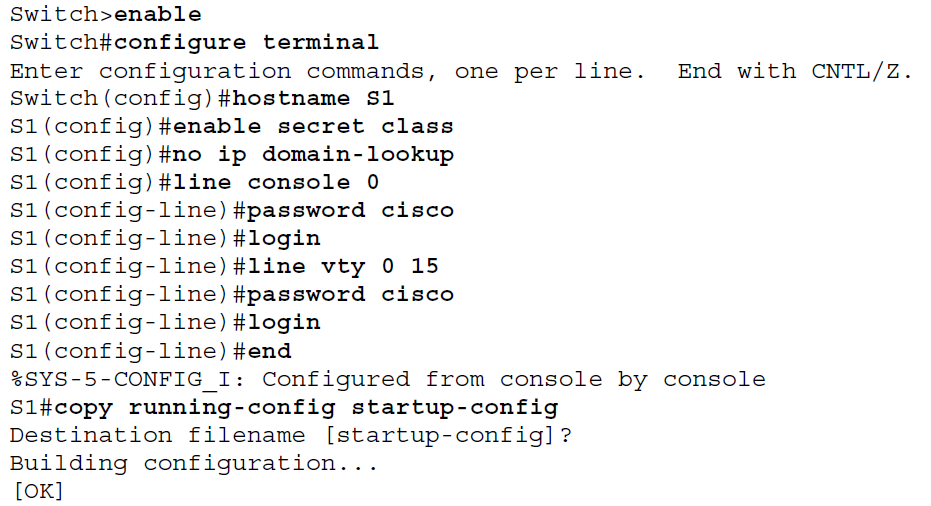 Switch>enable
Switch#configure terminal
Enter configuration commands, one per line.  End with CNTL/Z.
Switch(config)#hostname S1
S1(config)#enable secret class
S1(config)#no ip domain-lookup
S1(config)#line console 0
S1(config-line)#password cisco
S1(config-line)#login
S1(config-line)#line vty 0 15
S1(config-line)#password cisco
S1(config-line)#login
S1(config-line)#end
%SYS-5-CONFIG_I: Configured from console by console
S1#copy running-config startup-config
Destination filename [startup-config]?
Building configuration...
[OK]